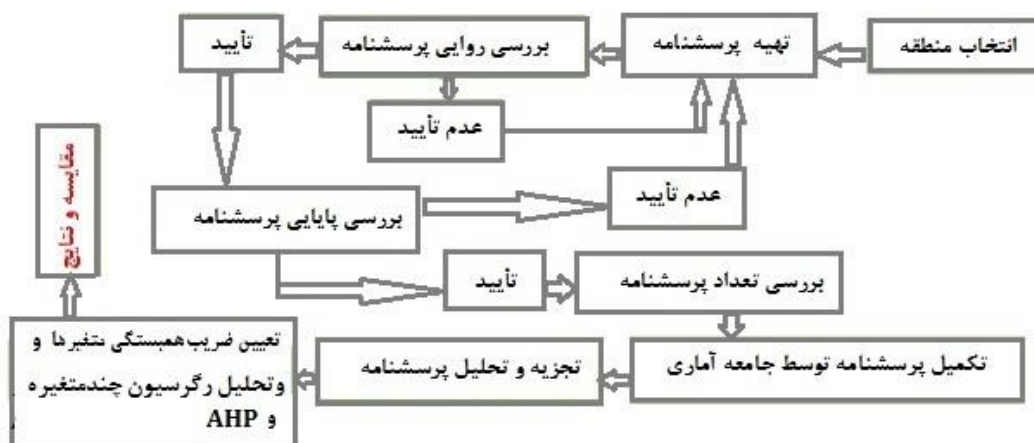 انتخاب منطقه
تهیه پرسشنامه
بررسی روایی پرسشنامه
تأیید
عدم تأیید
عدم تأیید
بررسی پایایی پرسشنامه
تأیید
بررسی تعداد پرسشنامه
تکمیل پرسشنامه توسط جامعه آماری
تجزیه و تحلیل پرسشنامه
تعیین ضریب همبستگی متغیرها و
وتحلیل رگرسیون چندمتغیره
و AHP
مقایسه و نتایج